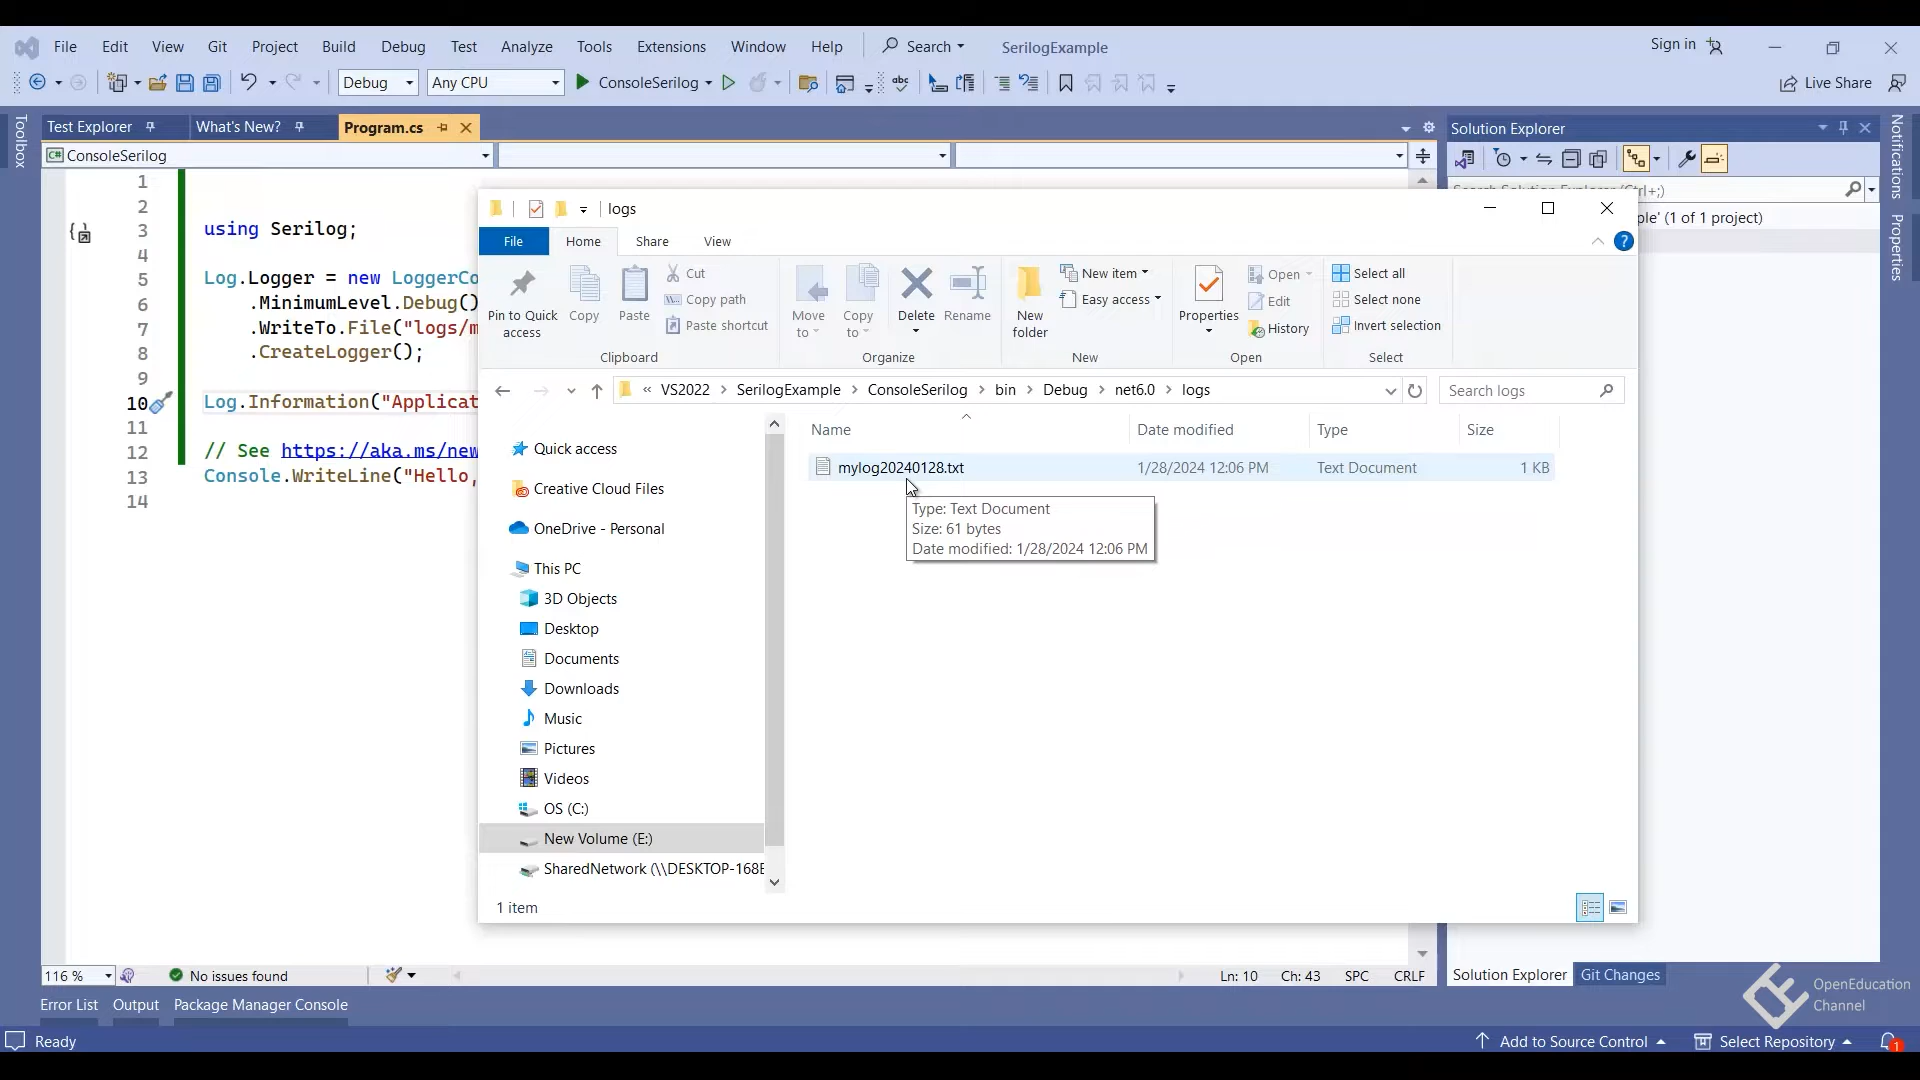 File Edit View Git Project Build Debug Test Analyze Tools Extensions Window Help Search SerilogExample Sign in
Debug Any CPU ConsoleSerilog Live Share
Toolbox
Test Explorer What's New? Program.cs
ConsoleSerilog
1
2
3 using Serilog;
4
5 Log.Logger = new LoggerCo
6 .MinimumLevel.Debug()
7 .WriteTo.File("logs/m
8 .CreateLogger();
9
10 Log.Information("Applicat
11
12 // See https://aka.ms/new
13 Console.WriteLine("Hello,
14
logs
File Home Share View
Pin to Quick access
Copy
Paste
Cut
Copy path
Paste shortcut
Clipboard
Move to
Copy to
Delete
Rename
Organize
New folder
New item
Easy access
New
Properties
Open
Edit
History
Open
Select all
Select none
Invert selection
Select
« VS2022 > SerilogExample > ConsoleSerilog > bin > Debug > net6.0 > logs
Search logs
Name Date modified Type Size
mylog20240128.txt 1/28/2024 12:06 PM Text Document 1 KB
Type: Text Document
Size: 61 bytes
Date modified: 1/28/2024 12:06 PM
Quick access
Creative Cloud Files
OneDrive - Personal
This PC
3D Objects
Desktop
Documents
Downloads
Music
Pictures
Videos
OS (C:)
New Volume (E:)
SharedNetwork (\\DESKTOP-168E
1 item
Solution Explorer
ple' (1 of 1 project)
Notifications
Properties
116 % No issues found Ln: 10 Ch: 43 SPC CRLF
Solution Explorer Git Changes
Error List Output Package Manager Console
OpenEducation
Channel
Ready Add to Source Control Select Repository 1